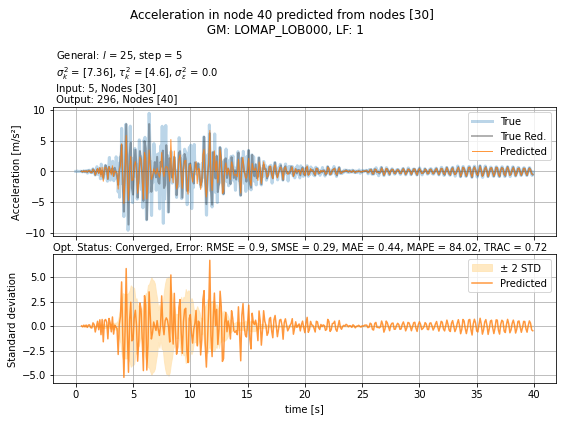 Acceleration in node 40 predicted from nodes [30]
GM: LOMAP_LOB000, LF: 1
General: l = 25, step = 5
σ²ₖ = [7.36], τ²ₖ = [4.6], σ²ₑ = 0.0
Input: 5, Nodes [30]
Output: 296, Nodes [40]
Acceleration [m/s²]
10
5
0
−5
−10
True
True Red.
Predicted
Opt. Status: Converged, Error: RMSE = 0.9, SMSE = 0.29, MAE = 0.44, MAPE = 84.02, TRAC = 0.72
Standard deviation
5.0
2.5
0.0
−2.5
−5.0
± 2 STD
Predicted
0 5 10 15 20 25 30 35 40
time [s]